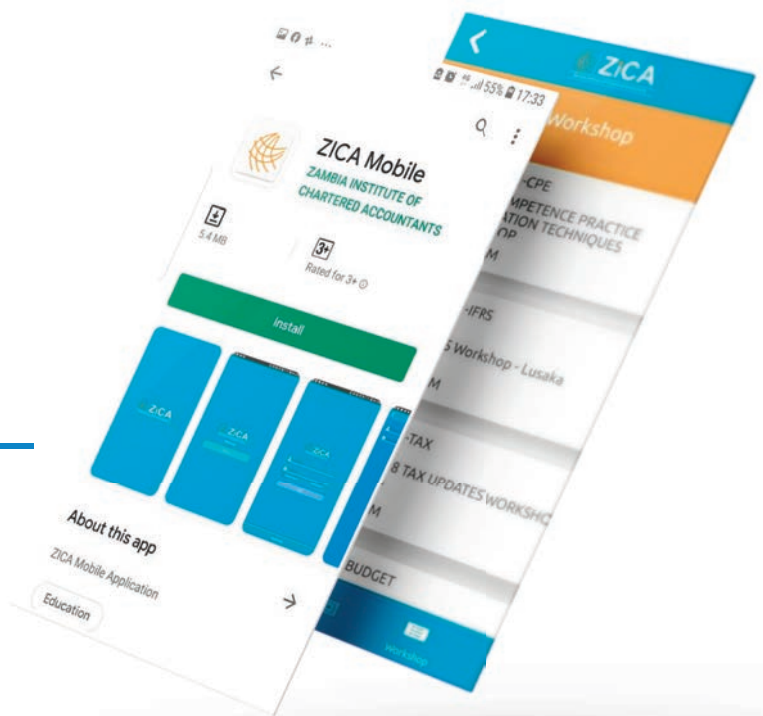 55% 17:33
ZICA Mobile
ZAMBIA INSTITUTE OF
CHARTERED ACCOUNTANTS
5.4 MB
3+
Rated for 3+
Install
ZICA
ZICA
ZICA
About this app
ZICA Mobile Application
Education
ZICA
Workshop
-CPE
MPETENCE PRACTICE
ATION TECHNIQUES
OP
M
-IFRS
S Workshop - Lusaka
M
-TAX
8 TAX UPDATES WORKSHO
M
BUDGET
Workshop